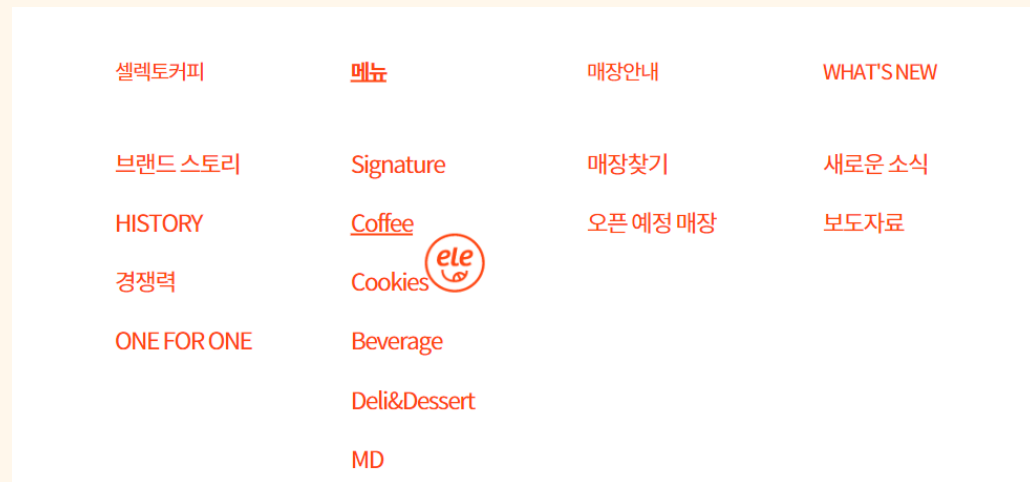 셀렉토커피 메뉴 매장안내 WHAT'S NEW
브랜드 스토리 Signature 매장찾기 새로운 소식
HISTORY Coffee 오픈 예정 매장 보도자료
ele
경쟁력 Cookies
ONE FOR ONE Beverage
Deli&Dessert
MD